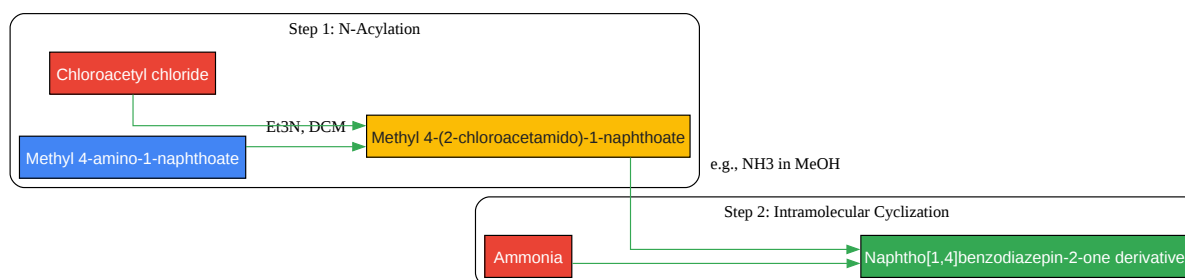 Step 1: N-Acylation
Chloroacetyl chloride
Et3N, DCM
Methyl 4-amino-1-naphthoate
Methyl 4-(2-chloroacetamido)-1-naphthoate
e.g., NH3 in MeOH
Step 2: Intramolecular Cyclization
Ammonia
Naphtho[1,4]benzodiazepin-2-one derivative